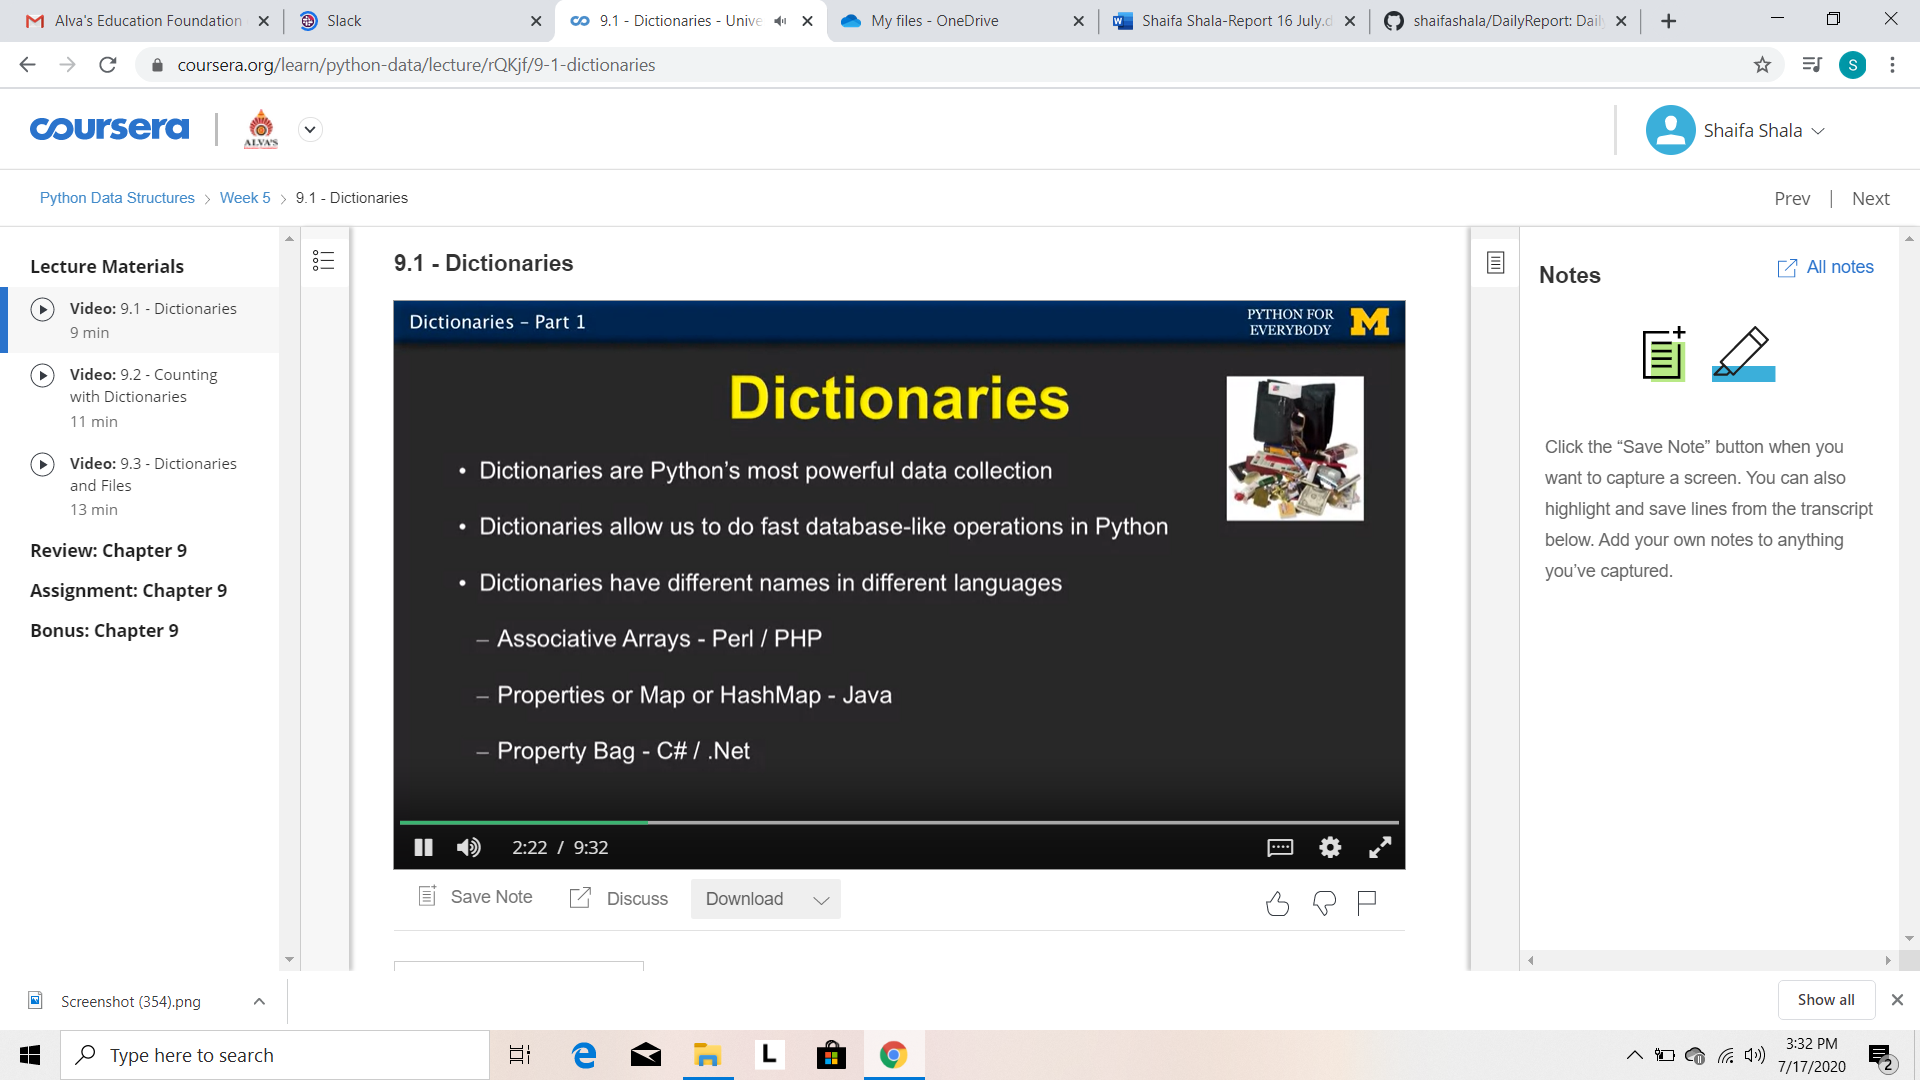 Alva's Education Foundation
Slack
9.1 - Dictionaries - Unive
My files - OneDrive
Shaifa Shala-Report 16 July.d
shaifashala/DailyReport: Daily
coursera.org/learn/python-data/lecture/rQKjf/9-1-dictionaries
S
coursera
ALVA'S
Shaifa Shala
Python Data Structures
Week 5
9.1 - Dictionaries
Prev
Next
Lecture Materials
Video: 9.1 - Dictionaries
9 min
Video: 9.2 - Counting
with Dictionaries
11 min
Video: 9.3 - Dictionaries
and Files
13 min
Review: Chapter 9
Assignment: Chapter 9
Bonus: Chapter 9
9.1 - Dictionaries
Dictionaries – Part 1
PYTHON FOR
EVERYBODY
M
Dictionaries
• Dictionaries are Python’s most powerful data collection
• Dictionaries allow us to do fast database-like operations in Python
• Dictionaries have different names in different languages
– Associative Arrays - Perl / PHP
– Properties or Map or HashMap - Java
– Property Bag - C# / .Net
2:22 / 9:32
Save Note
Discuss
Download
Notes
All notes
Click the “Save Note” button when you
want to capture a screen. You can also
highlight and save lines from the transcript
below. Add your own notes to anything
you’ve captured.
Screenshot (354).png
Show all
Type here to search
L
3:32 PM
7/17/2020
2